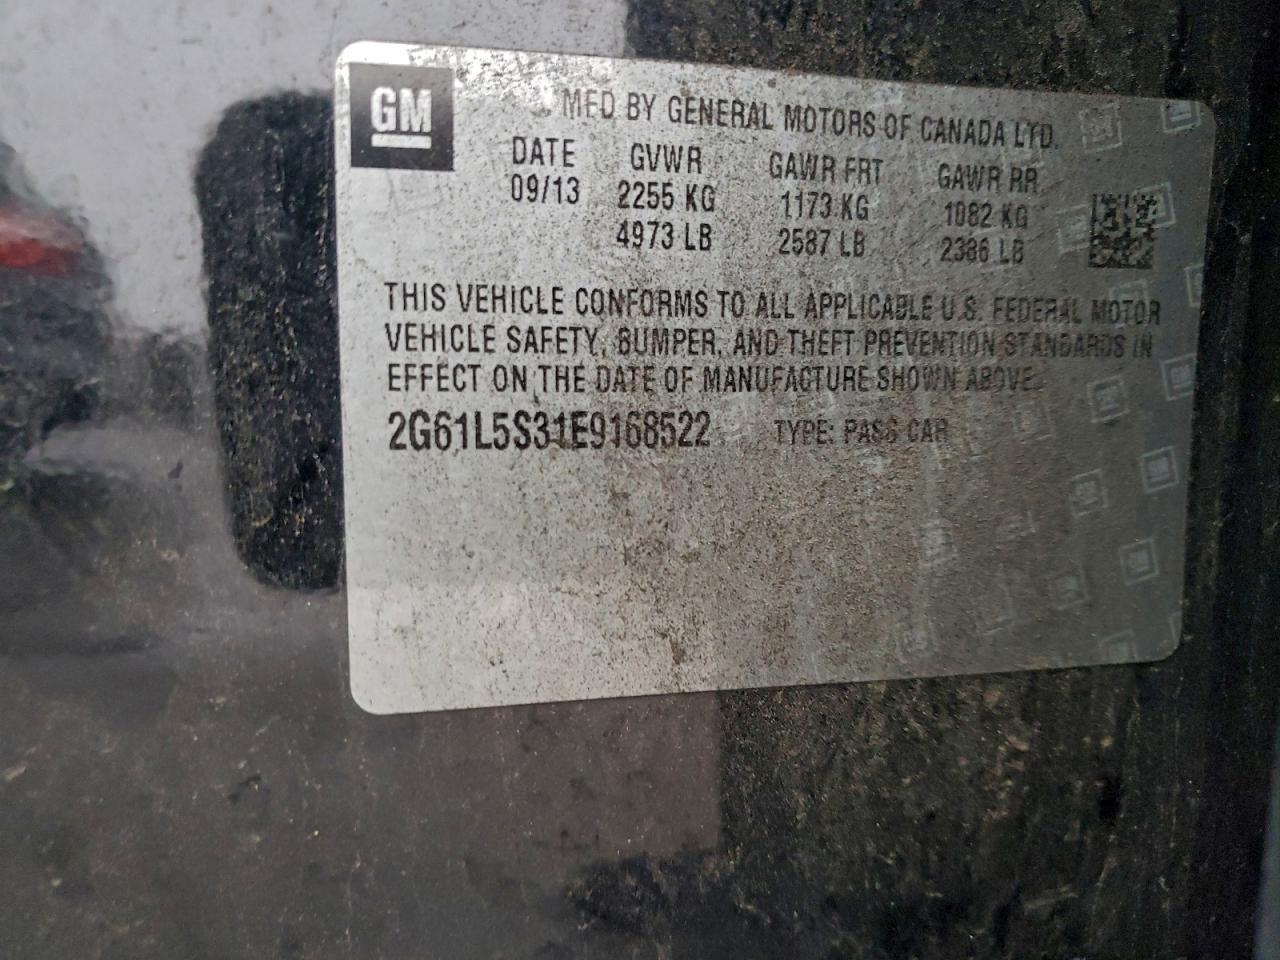 GM
MFD BY GENERAL MOTORS OF CANADA LTD.
DATE GVWR GAWR FRT GAWR RR
09/13 2255 KG 1173 KG 1082 KG
4973 LB 2587 LB 2386 LB
THIS VEHICLE CONFORMS TO ALL APPLICABLE U.S. FEDERAL MOTOR
VEHICLE SAFETY, BUMPER, AND THEFT PREVENTION STANDARDS IN
EFFECT ON THE DATE OF MANUFACTURE SHOWN ABOVE.
2G61L5S31E9168522 TYPE: PASS CAR